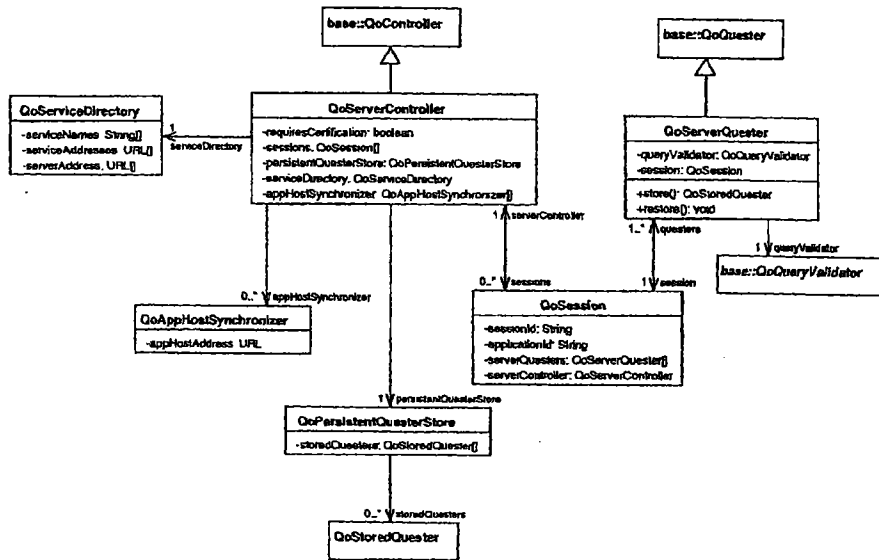 base::QoController
base::QoQuester
QoServiceDirectory
-serviceNames String[]
-serviceAddresses URL[]
-serverAddress, URL[]
1
serviceDirectory
QoServerController
-requiresCertification: boolean
-sessions, QoSession[]
-persistentQuesterStore: QoPersistentQuesterStore
-serviceDirectory, QoServiceDirectory
-appHostSynchronizer QoAppHostSynchronizer[]
QoServerQuester
-queryValidator: QoQueryValidator
-session: QoSession
+store(): QoStoredQuester
+restore(): void
1 serverController
1..* questers
1 queryValidator
base::QoQueryValidator
0..* sessions
1 session
0..* appHostSynchronizer
QoAppHostSynchronizer
-appHostAddress URL
QoSession
-sessionId: String
-applicationId: String
-serverQuesters: QoServerQuester[]
-serverController: QoServerController
1 persistantQuesterStore
QoPersistentQuesterStore
-storedQuesters, QoStoredQuester[]
0..* storedQuesters
QoStoredQuester